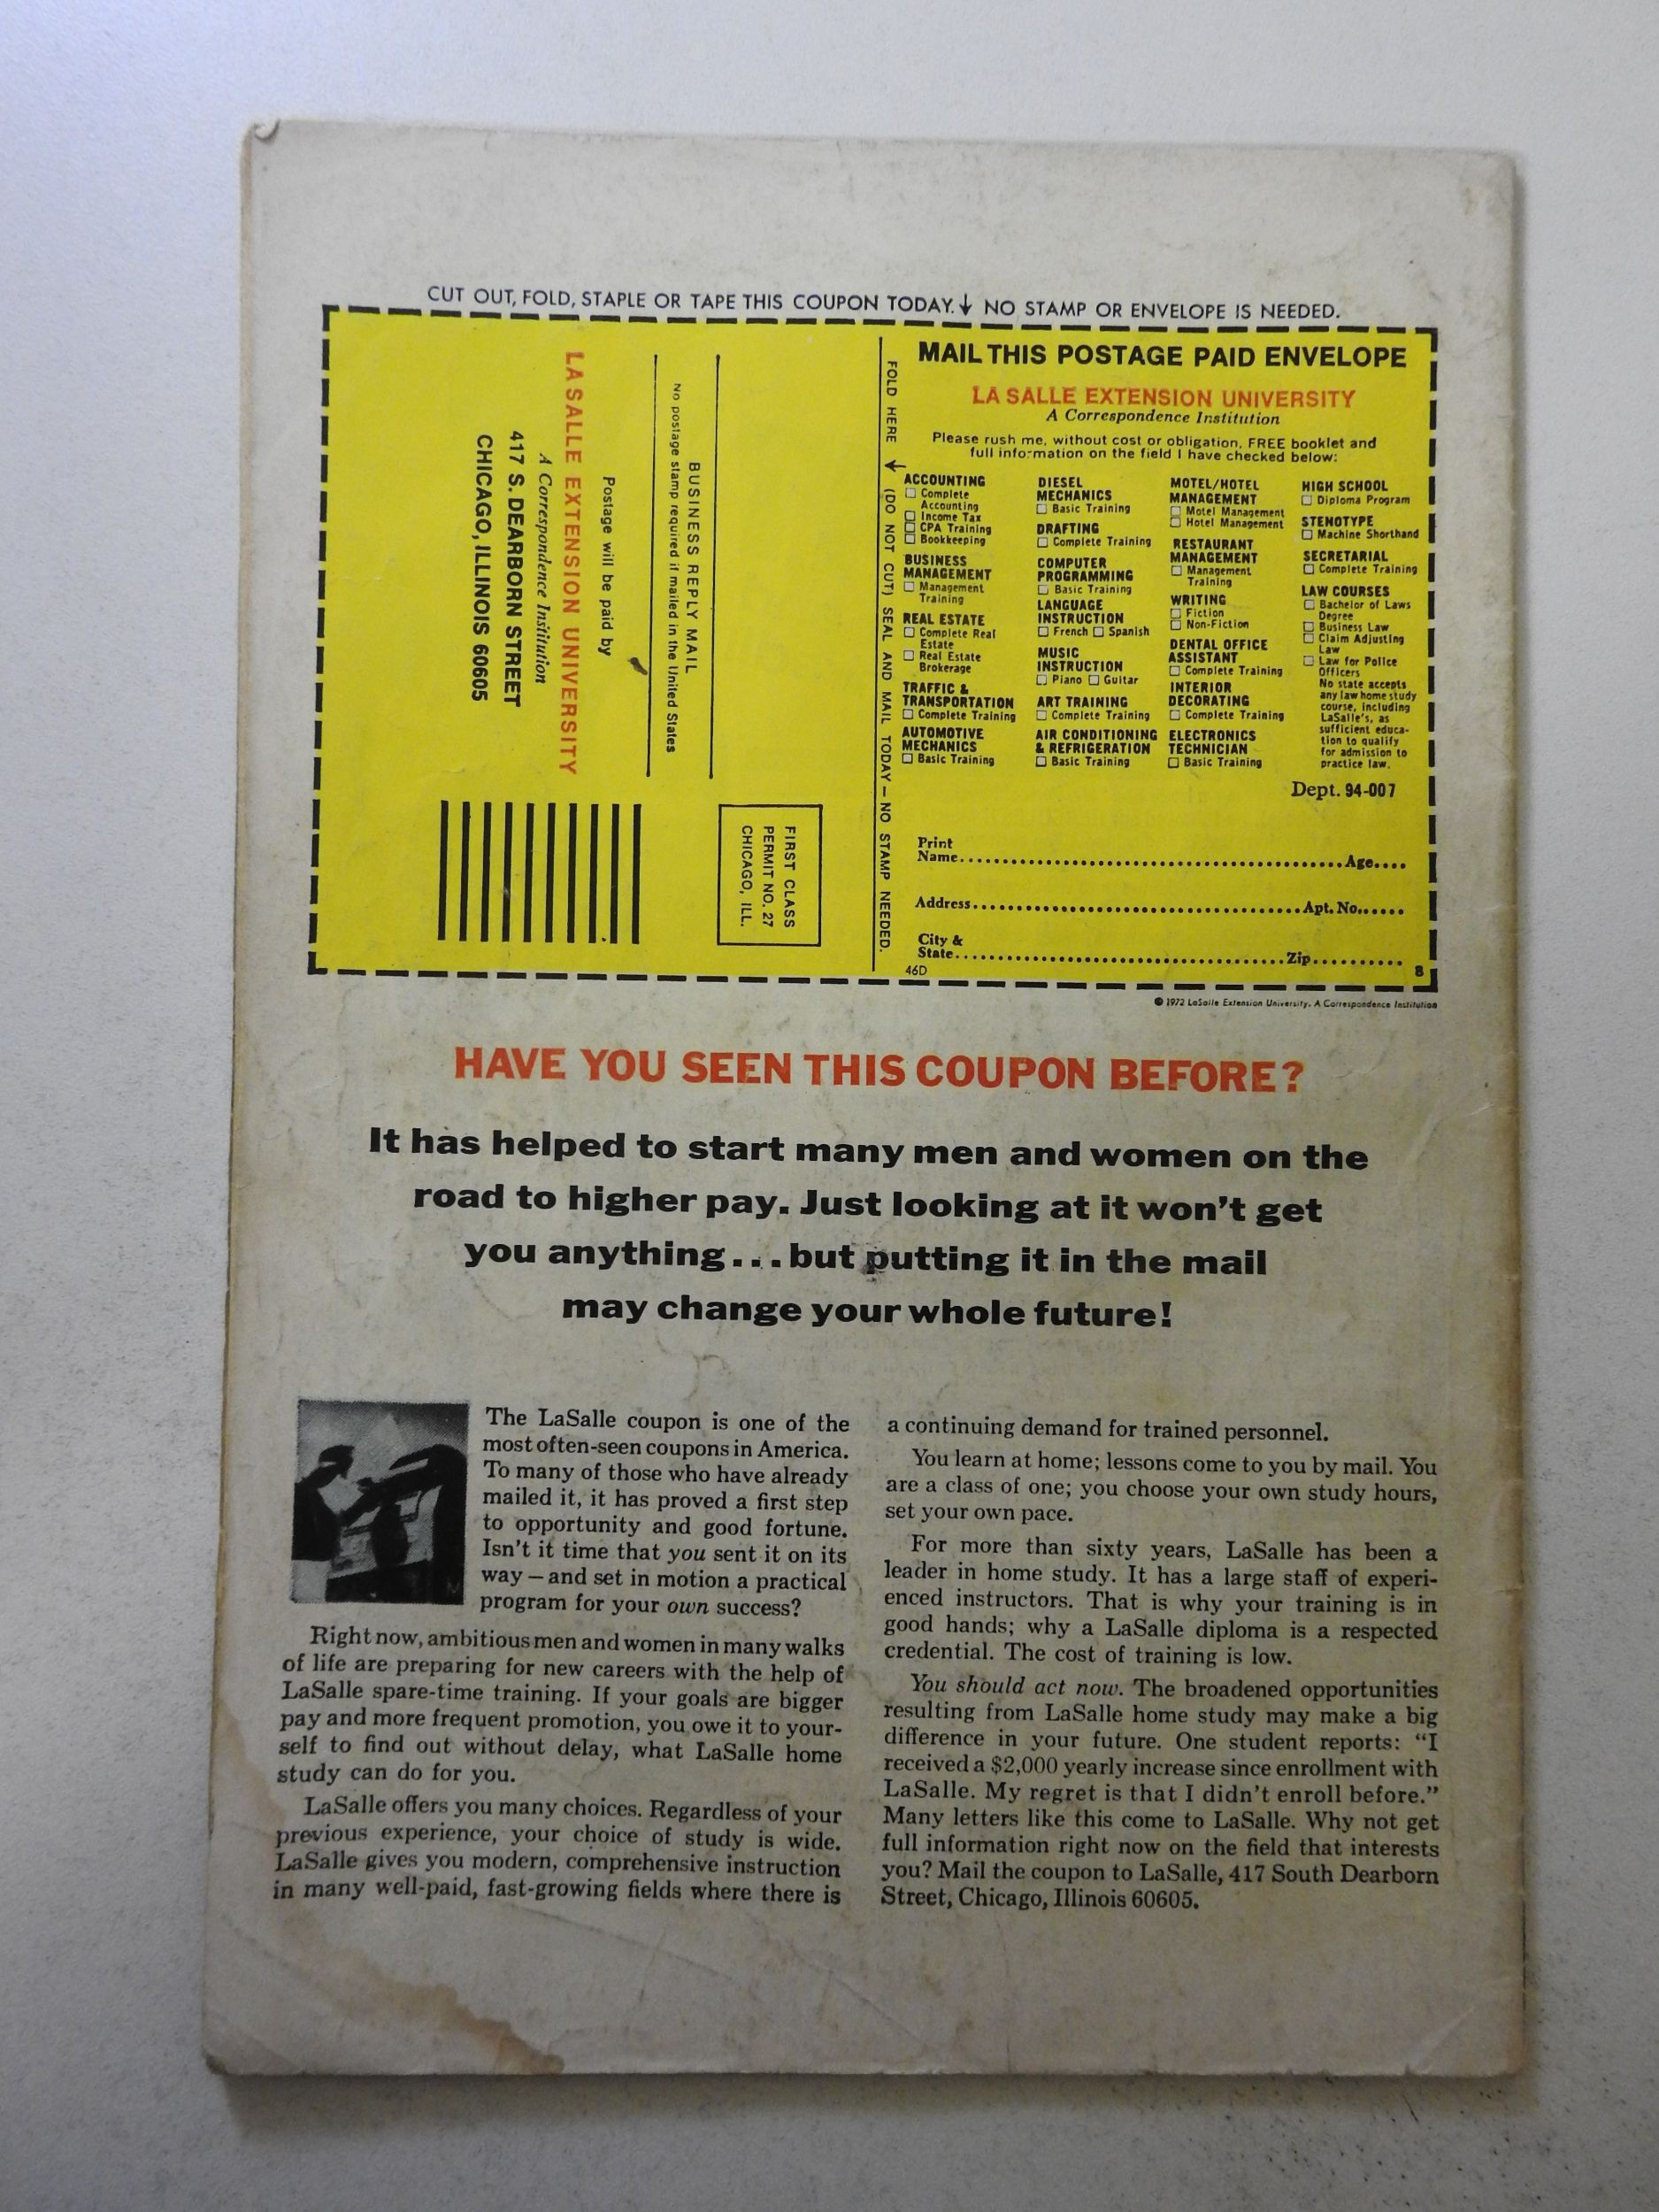 CUT OUT, FOLD, STAPLE OR TAPE THIS COUPON TODAY.↓ NO STAMP OR ENVELOPE IS NEEDED.
FIRST CLASS
PERMIT NO. 27
CHICAGO, ILL.
BUSINESS REPLY MAIL
No postage stamp required if mailed in the United States
Postage will be paid by
LA SALLE EXTENSION UNIVERSITY
A Correspondence Institution
417 S. DEARBORN STREET
CHICAGO, ILLINOIS 60605
FOLD HERE → (DO NOT CUT) SEAL AND MAIL TODAY — NO STAMP NEEDED.
MAIL THIS POSTAGE PAID ENVELOPE
LA SALLE EXTENSION UNIVERSITY
A Correspondence Institution
Please rush me, without cost or obligation, FREE booklet and
full information on the field I have checked below:
ACCOUNTING
☐ Complete
Accounting
☐ Income Tax
☐ CPA Training
☐ Bookkeeping
BUSINESS
MANAGEMENT
☐ Management
Training
REAL ESTATE
☐ Complete Real
Estate
☐ Real Estate
Brokerage
TRAFFIC &
TRANSPORTATION
☐ Complete Training
AUTOMOTIVE
MECHANICS
☐ Basic Training
DIESEL
MECHANICS
☐ Basic Training
DRAFTING
☐ Complete Training
COMPUTER
PROGRAMMING
☐ Basic Training
LANGUAGE
INSTRUCTION
☐ French ☐ Spanish
MUSIC
INSTRUCTION
☐ Piano ☐ Guitar
ART TRAINING
☐ Complete Training
AIR CONDITIONING
& REFRIGERATION
☐ Basic Training
MOTEL/HOTEL
MANAGEMENT
☐ Motel Management
☐ Hotel Management
RESTAURANT
MANAGEMENT
☐ Management
Training
WRITING
☐ Fiction
☐ Non-Fiction
DENTAL OFFICE
ASSISTANT
☐ Complete Training
INTERIOR
DECORATING
☐ Complete Training
ELECTRONICS
TECHNICIAN
☐ Basic Training
HIGH SCHOOL
☐ Diploma Program
STENOTYPE
☐ Machine Shorthand
SECRETARIAL
☐ Complete Training
LAW COURSES
☐ Bachelor of Laws
Degree
☐ Business Law
☐ Claim Adjusting
Law
☐ Law for Police
Officers
No state accepts
any law home study
course, including
LaSalle's, as
sufficient educa-
tion to qualify
for admission to
practice law.
Dept. 94-007
Print
Name..........Age....
Address..........Apt. No......
City &
State..........Zip..........
46D 8
© 1972 LaSalle Extension University. A Correspondence Institution
HAVE YOU SEEN THIS COUPON BEFORE?
It has helped to start many men and women on the
road to higher pay. Just looking at it won't get
you anything...but putting it in the mail
may change your whole future!
The LaSalle coupon is one of the
most often-seen coupons in America.
To many of those who have already
mailed it, it has proved a first step
to opportunity and good fortune.
Isn't it time that you sent it on its
way — and set in motion a practical
program for your own success?
Right now, ambitious men and women in many walks
of life are preparing for new careers with the help of
LaSalle spare-time training. If your goals are bigger
pay and more frequent promotion, you owe it to your-
self to find out without delay, what LaSalle home
study can do for you.
LaSalle offers you many choices. Regardless of your
previous experience, your choice of study is wide.
LaSalle gives you modern, comprehensive instruction
in many well-paid, fast-growing fields where there is
a continuing demand for trained personnel.
You learn at home; lessons come to you by mail. You
are a class of one; you choose your own study hours,
set your own pace.
For more than sixty years, LaSalle has been a
leader in home study. It has a large staff of experi-
enced instructors. That is why your training is in
good hands; why a LaSalle diploma is a respected
credential. The cost of training is low.
You should act now. The broadened opportunities
resulting from LaSalle home study may make a big
difference in your future. One student reports: "I
received a $2,000 yearly increase since enrollment with
LaSalle. My regret is that I didn't enroll before."
Many letters like this come to LaSalle. Why not get
full information right now on the field that interests
you? Mail the coupon to LaSalle, 417 South Dearborn
Street, Chicago, Illinois 60605.